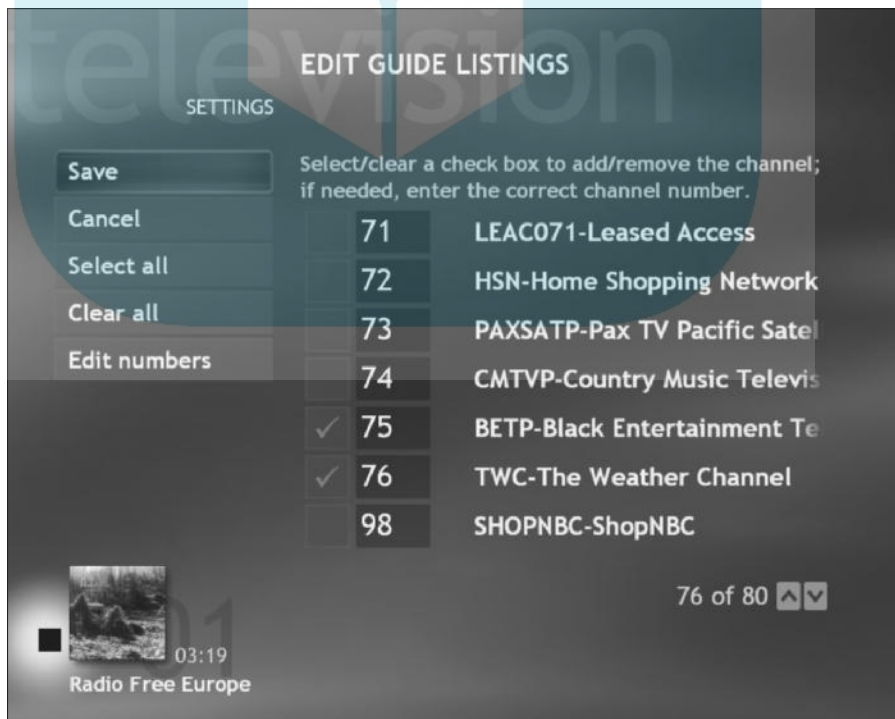 television
EDIT GUIDE LISTINGS
SETTINGS
Save
Cancel
Select all
Clear all
Edit numbers
Select/clear a check box to add/remove the channel;
if needed, enter the correct channel number.
71 LEAC071-Leased Access
72 HSN-Home Shopping Network
73 PAXSATP-Pax TV Pacific Satel
74 CMTVP-Country Music Televis
75 BETP-Black Entertainment Te
76 TWC-The Weather Channel
98 SHOPNBC-ShopNBC
76 of 80
01
03:19
Radio Free Europe